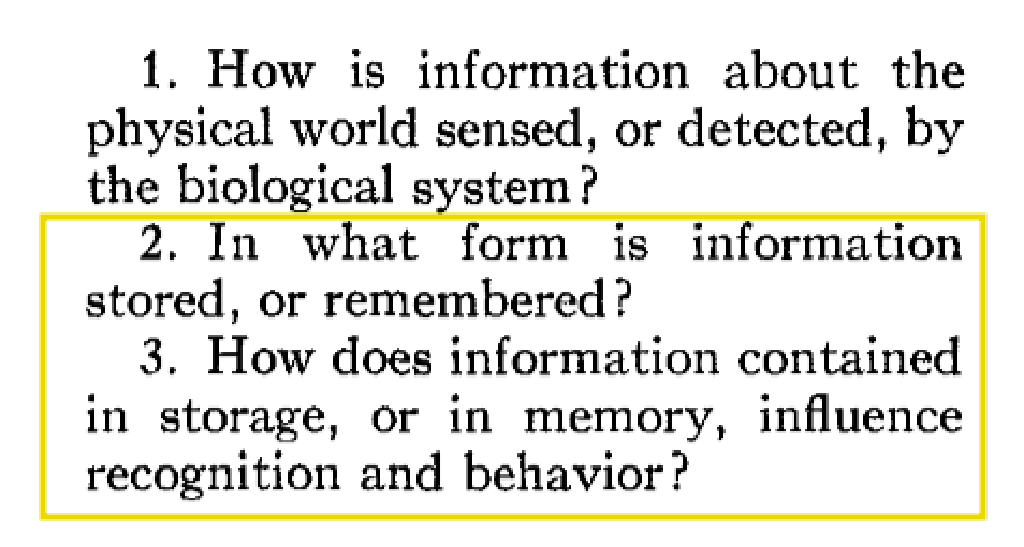 1. How is information about the
physical world sensed, or detected, by
the biological system?
2. In what form is information
stored, or remembered?
3. How does information contained
in storage, or in memory, influence
recognition and behavior?